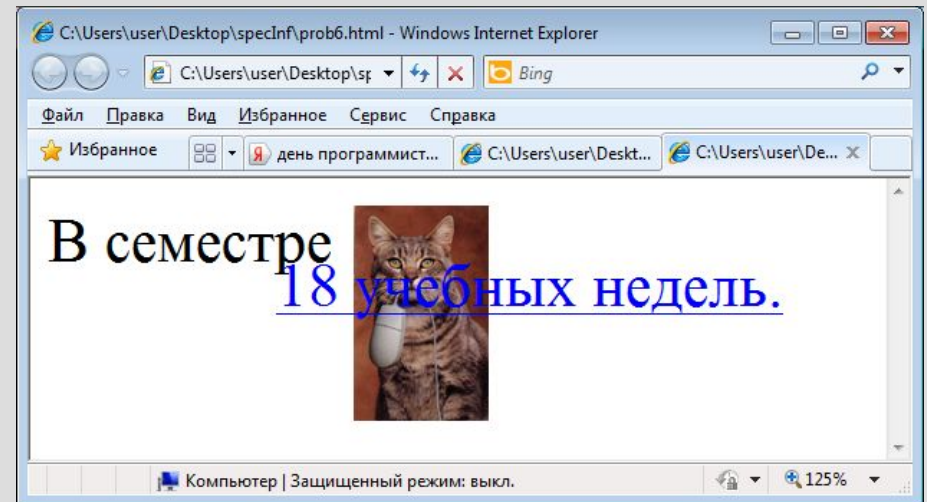 C:\Users\user\Desktop\specInf\prob6.html - Windows Internet Explorer
C:\Users\user\Desktop\sp
Bing
Файл Правка Вид Избранное Сервис Справка
Избранное
Я день программист... C:\Users\user\Deskt... C:\Users\user\De...
В семестре
18 учебных недель.
Компьютер | Защищенный режим: выкл. 125%